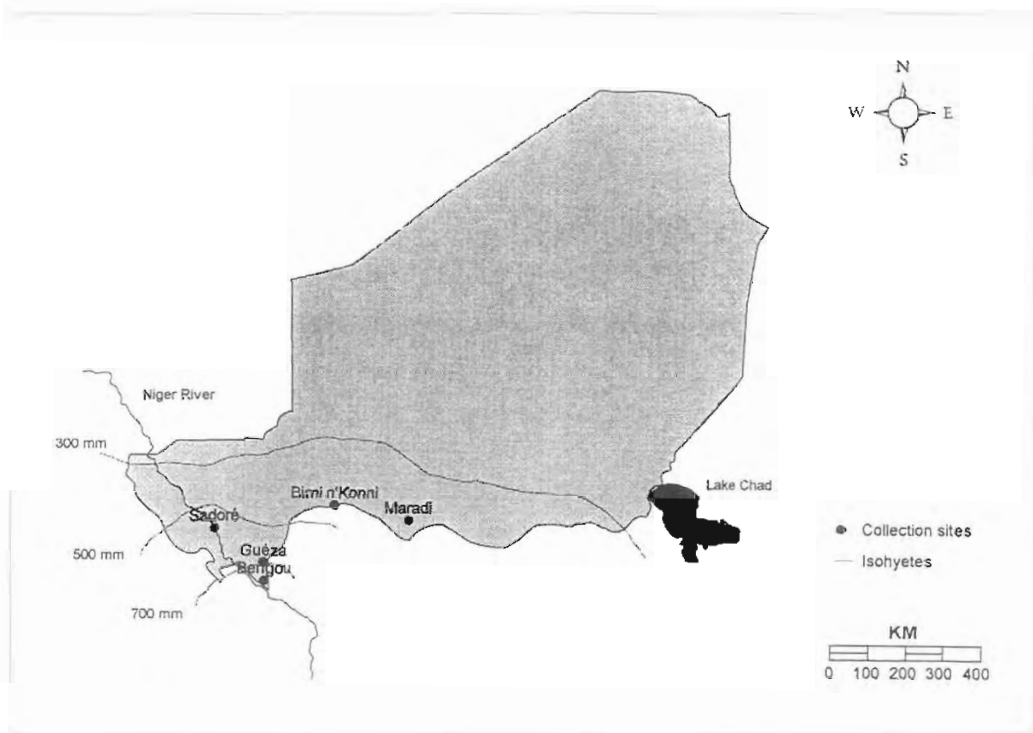 N
W E
S
Niger River
300 mm
Birni n'Konni
Maradi
Lake Chad
Sadoré
Collection sites
500 mm
Guéza
Isohyetes
Bengou
700 mm
KM
0 100 200 300 400